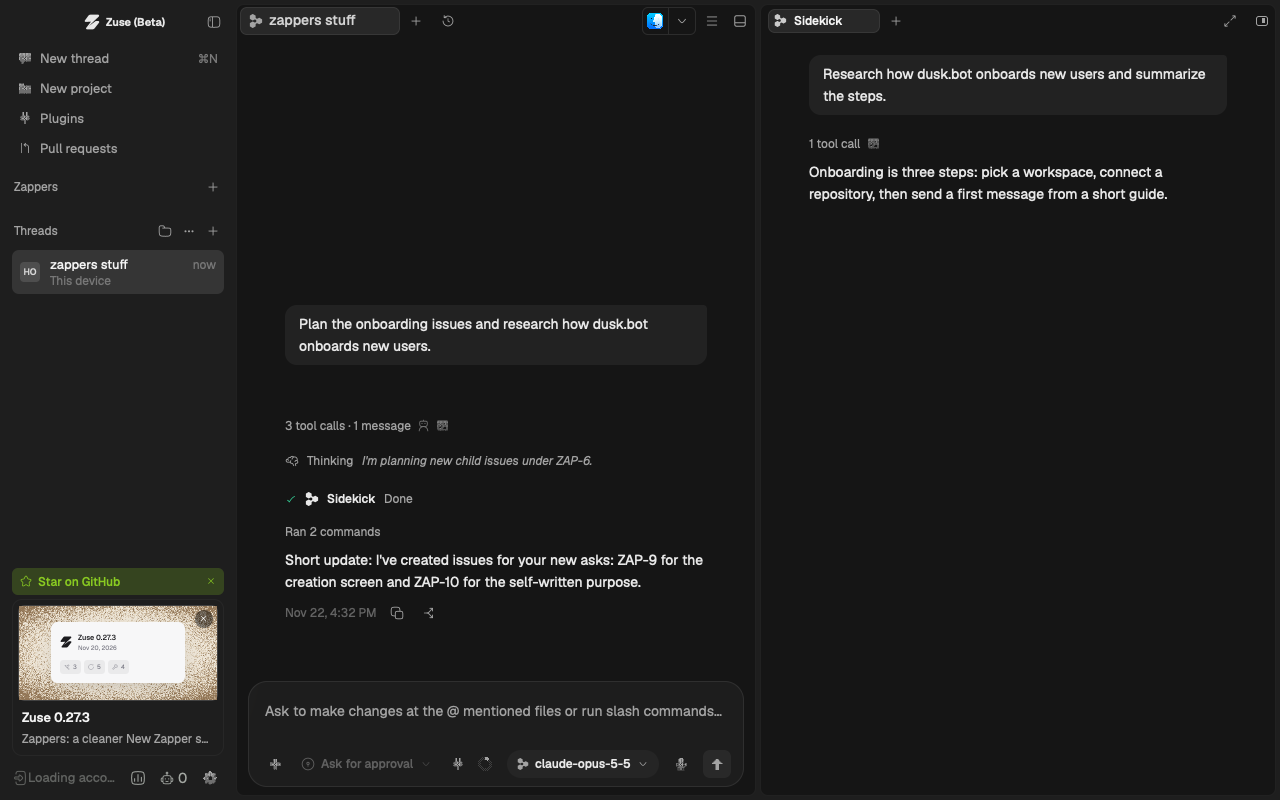 Zuse (Beta)
New thread
⌘N
New project
Plugins
Pull requests
Zappers
Threads
HO
zappers stuff
now
This device
Star on GitHub
Zuse 0.27.3
Nov 20, 2026
3
5
4
Zuse 0.27.3
Zappers: a cleaner New Zapper s...
Loading acco...
0
zappers stuff
Plan the onboarding issues and research how dusk.bot
onboards new users.
3 tool calls · 1 message
Thinking I'm planning new child issues under ZAP-6.
Sidekick Done
Ran 2 commands
Short update: I've created issues for your new asks: ZAP-9 for the
creation screen and ZAP-10 for the self-written purpose.
Nov 22, 4:32 PM
Ask to make changes at the @ mentioned files or run slash commands...
Ask for approval
claude-opus-5-5
Sidekick
Research how dusk.bot onboards new users and summarize
the steps.
1 tool call
Onboarding is three steps: pick a workspace, connect a
repository, then send a first message from a short guide.